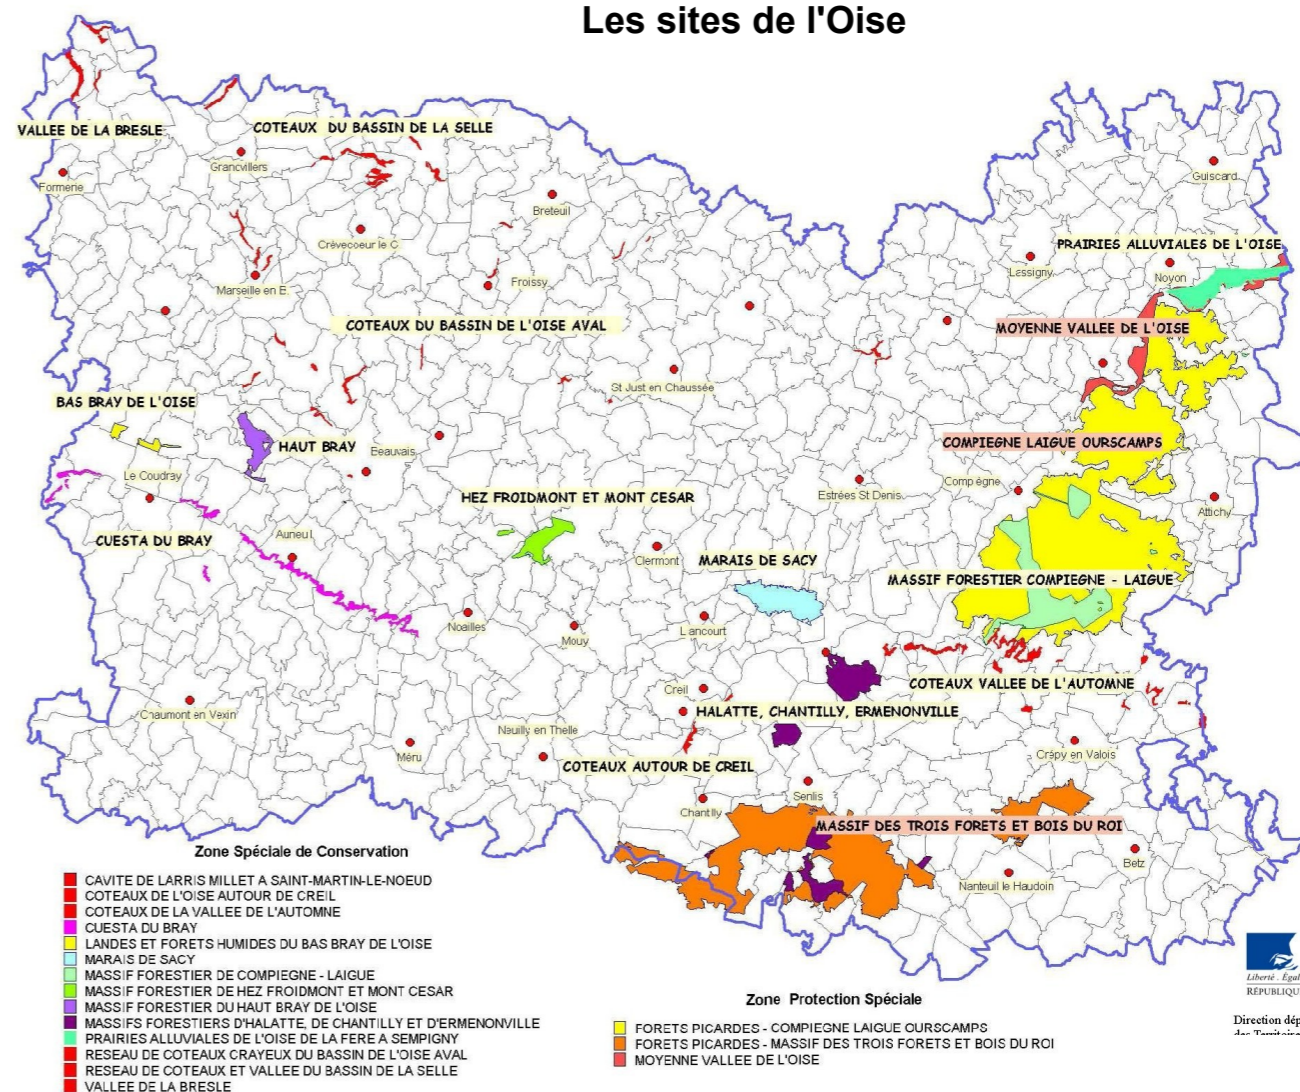 Les sites de l'Oise
VALLEE DE LA BRESLE
COTEAUX DU BASSIN DE LA SELLE
Grandvillers
Formerie
Guiscard
Breteuil
Crèvecoeur le C
PRAIRIES ALLUVIALES DE L'OISE
Lassigny
Noyon
Marseille en B.
Froissy
COTEAUX DU BASSIN DE L'OISE AVAL
MOYENNE VALLEE DE L'OISE
St Just en Chaussée
BAS BRAY DE L'OISE
HAUT BRAY
Beauvais
COMPIEGNE LAIGUE OURSCAMPS
Le Coudray
HEZ FROIDMONT ET MONT CESAR
Estrées St Denis
Compiégne
Attichy
CUESTA DU BRAY
Auneuil
Clermont
MARAIS DE SACY
MASSIF FORESTIER COMPIEGNE - LAIGUE
Noailles
Mouy
Liancourt
Creil
COTEAUX VALLEE DE L'AUTOMNE
Chaumont en Vexin
HALATTE, CHANTILLY, ERMENONVILLE
Neuilly en Thelle
Méru
COTEAUX AUTOUR DE CREIL
Crépy en Valois
Senlis
Chantilly
MASSIF DES TROIS FORETS ET BOIS DU ROI
Betz
Nanteuil le Haudoin
Zone Spéciale de Conservation
CAVITE DE LARRIS MILLET A SAINT-MARTIN-LE-NOEUD
COTEAUX DE L'OISE AUTOUR DE CREIL
COTEAUX DE LA VALLEE DE L'AUTOMNE
CUESTA DU BRAY
LANDES ET FORETS HUMIDES DU BAS BRAY DE L'OISE
MARAIS DE SACY
MASSIF FORESTIER DE COMPIEGNE - LAIGUE
MASSIF FORESTIER DE HEZ FROIDMONT ET MONT CESAR
MASSIF FORESTIER DU HAUT BRAY DE L'OISE
MASSIFS FORESTIERS D'HALATTE, DE CHANTILLY ET D'ERMENONVILLE
PRAIRIES ALLUVIALES DE L'OISE DE LA FERE A SEMPIGNY
RESEAU DE COTEAUX CRAYEUX DU BASSIN DE L'OISE AVAL
RESEAU DE COTEAUX ET VALLEE DU BASSIN DE LA SELLE
VALLEE DE LA BRESLE
Zone Protection Spéciale
FORETS PICARDES - COMPIEGNE LAIGUE OURSCAMPS
FORETS PICARDES - MASSIF DES TROIS FORETS ET BOIS DU ROI
MOYENNE VALLEE DE L'OISE
Liberté . Égal
RÉPUBLIQU
Direction dép
des Territoire